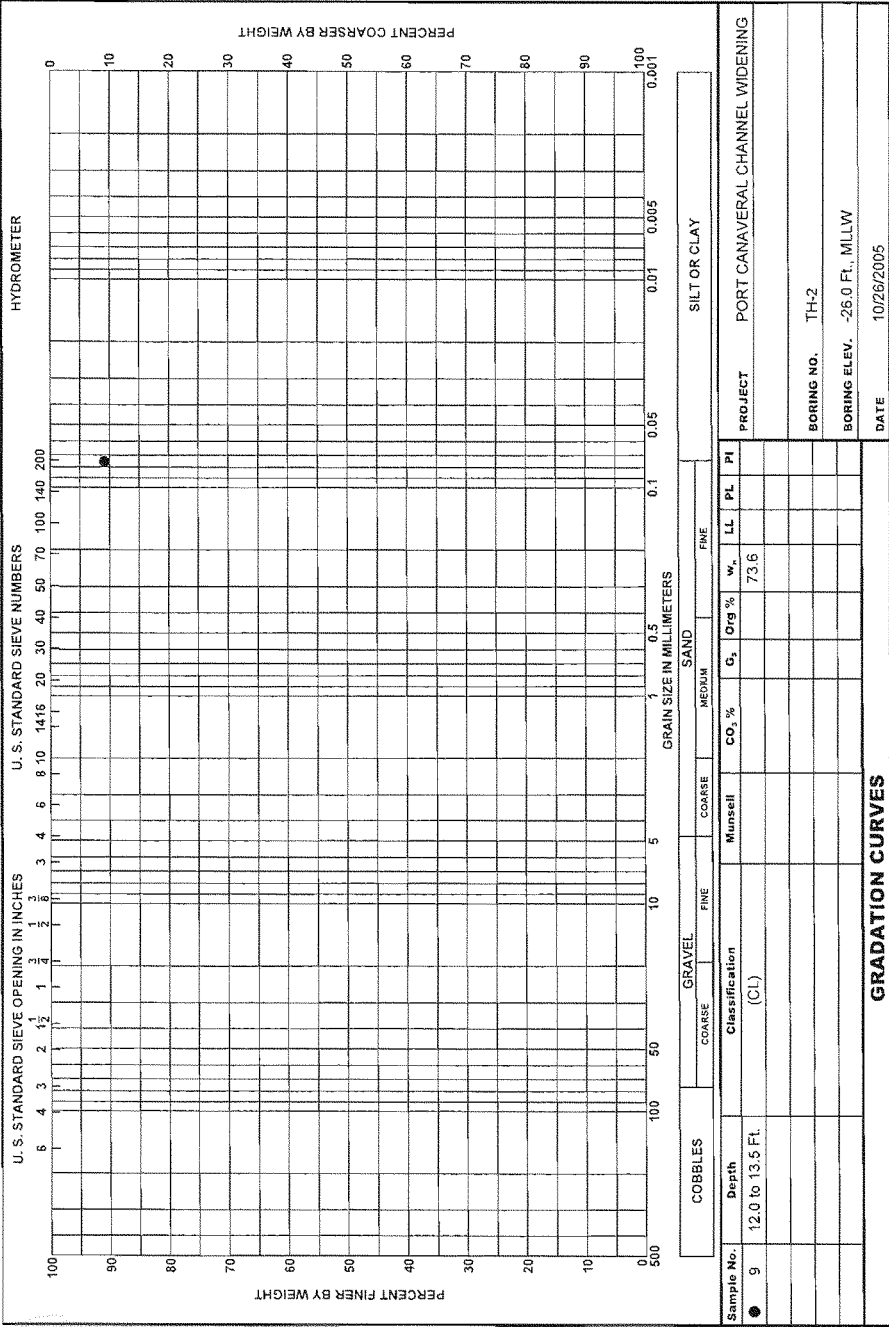 U. S. STANDARD SIEVE OPENING IN INCHES U. S. STANDARD SIEVE NUMBERS HYDROMETER
6 4 3 2 1 1/2 1 3/4 1/2 3/8 3 4 6 8 10 14 16 20 30 40 50 70 100 140 200
100 90 80 70 60 50 40 30 20 10 0
PERCENT FINER BY WEIGHT
0 10 20 30 40 50 60 70 80 90 100
PERCENT COARSER BY WEIGHT
500 100 50 10 5 1 0.5 0.1 0.05 0.01 0.005 0.001
GRAIN SIZE IN MILLIMETERS
COBBLES GRAVEL SAND SILT OR CLAY
COARSE FINE COARSE MEDIUM FINE
Sample No. Depth Classification Munsell CO₃ % Gₛ Org % wₙ LL PL PI
● 9 12.0 to 13.5 Ft. (CL) 73.6
PROJECT PORT CANAVERAL CHANNEL WIDENING
BORING NO. TH-2
BORING ELEV. -26.0 Ft., MLLW
GRADATION CURVES
DATE 10/26/2005